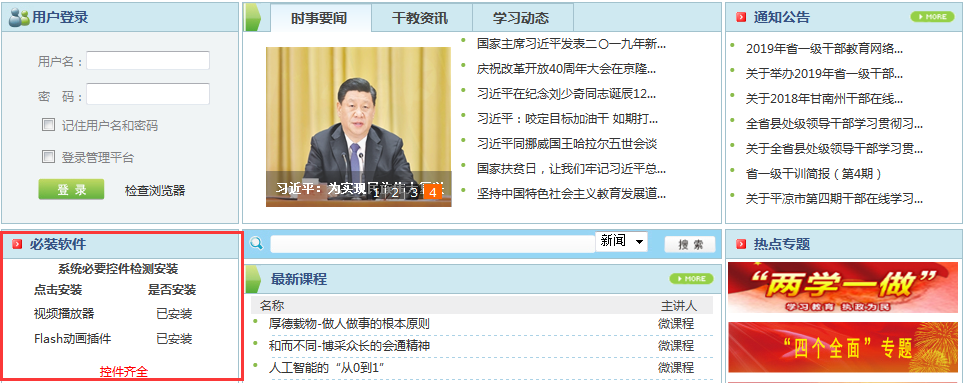 用户登录
用户名：
密 码：
记住用户名和密码
登录管理平台
登 录 检查浏览器
时事要闻 干教资讯 学习动态
习近平：为实现
1 2 3 4
国家主席习近平发表二〇一九年新...
庆祝改革开放40周年大会在京隆...
习近平在纪念刘少奇同志诞辰12...
习近平：咬定目标加油干 如期打...
习近平同挪威国王哈拉尔五世会谈
国家扶贫日，让我们牢记习近平总...
坚持中国特色社会主义教育发展道...
通知公告 MORE
2019年省一级干部教育网络...
关于举办2019年省一级干部...
关于2018年甘南州干部在线...
全省县处级领导干部学习贯彻习...
关于全省县处级领导干部学习贯...
省一级干训简报（第4期）
关于平凉市第四期干部在线学习...
必装软件
系统必要控件检测安装
点击安装 是否安装
视频播放器 已安装
Flash动画插件 已安装
控件齐全
新闻 搜 索
最新课程 MORE
名称 主讲人
厚德载物-做人做事的根本原则 微课程
和而不同-博采众长的会通精神 微课程
人工智能的“从0到1” 微课程
热点专题
“两学一做”
学习教育 执政为民
“四个全面”专题